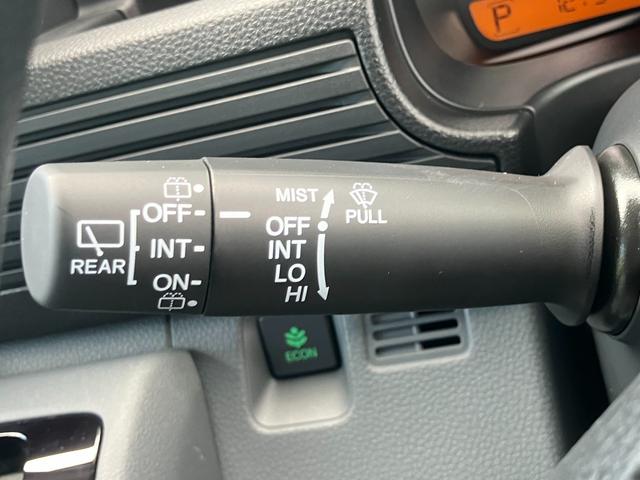 P
MIST
PULL
OFF
INT
LO
HI
REAR
OFF-
INT-
ON-
ECON